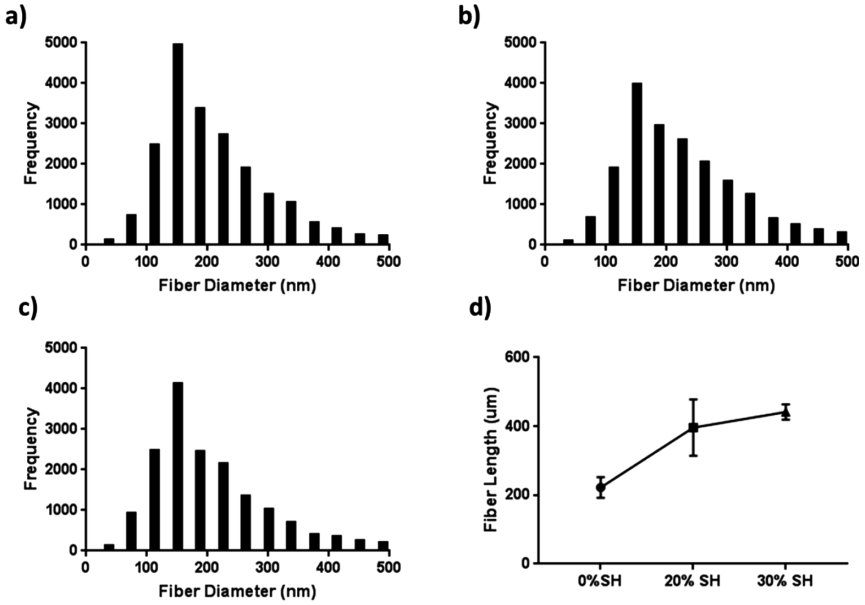 a)
5000
4000
3000
2000
1000
0
Frequency
0 100 200 300 400 500
Fiber Diameter (nm)
b)
5000
4000
3000
2000
1000
0
Frequency
0 100 200 300 400 500
Fiber Diameter (nm)
c)
5000
4000
3000
2000
1000
0
Frequency
0 100 200 300 400 500
Fiber Diameter (nm)
d)
600
400
200
0
Fiber Length (um)
0%SH 20% SH 30% SH